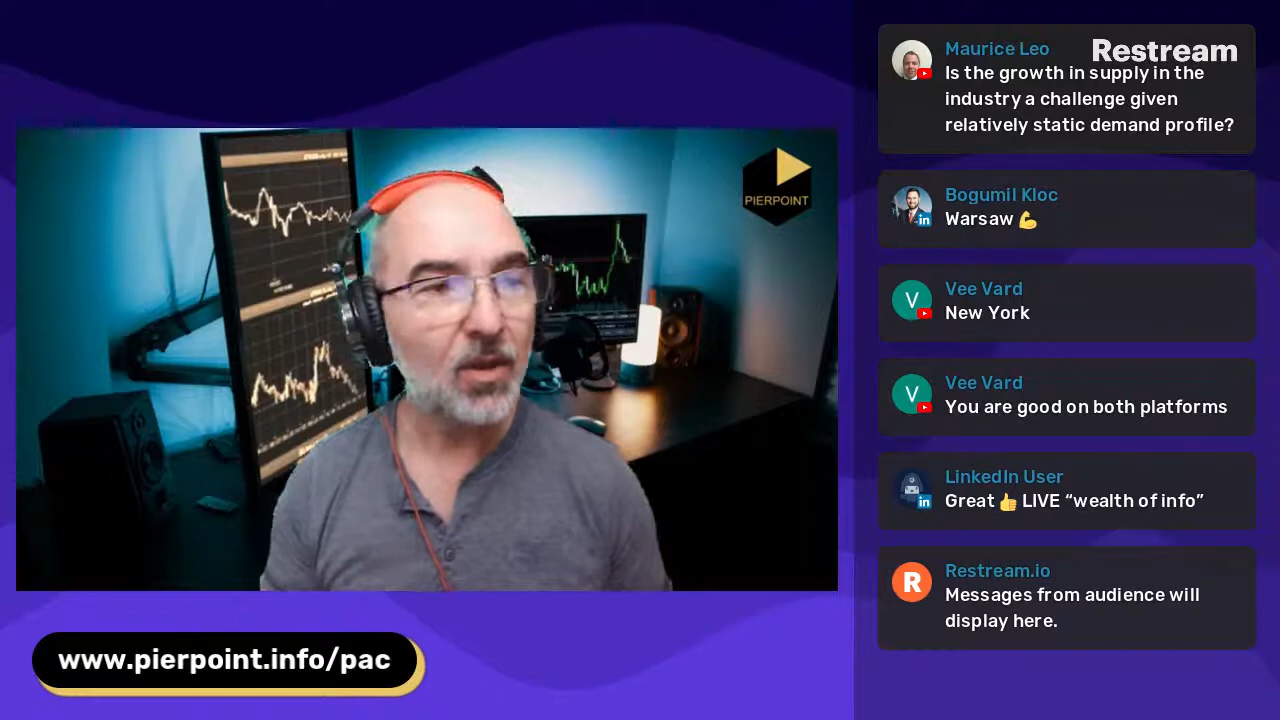 PIERPOINT
www.pierpoint.info/pac
Restream
Maurice Leo
Is the growth in supply in the
industry a challenge given
relatively static demand profile?
Bogumil Kloc
Warsaw 💪
V
Vee Vard
New York
V
Vee Vard
You are good on both platforms
LinkedIn User
Great 👍 LIVE “wealth of info”
R
Restream.io
Messages from audience will
display here.